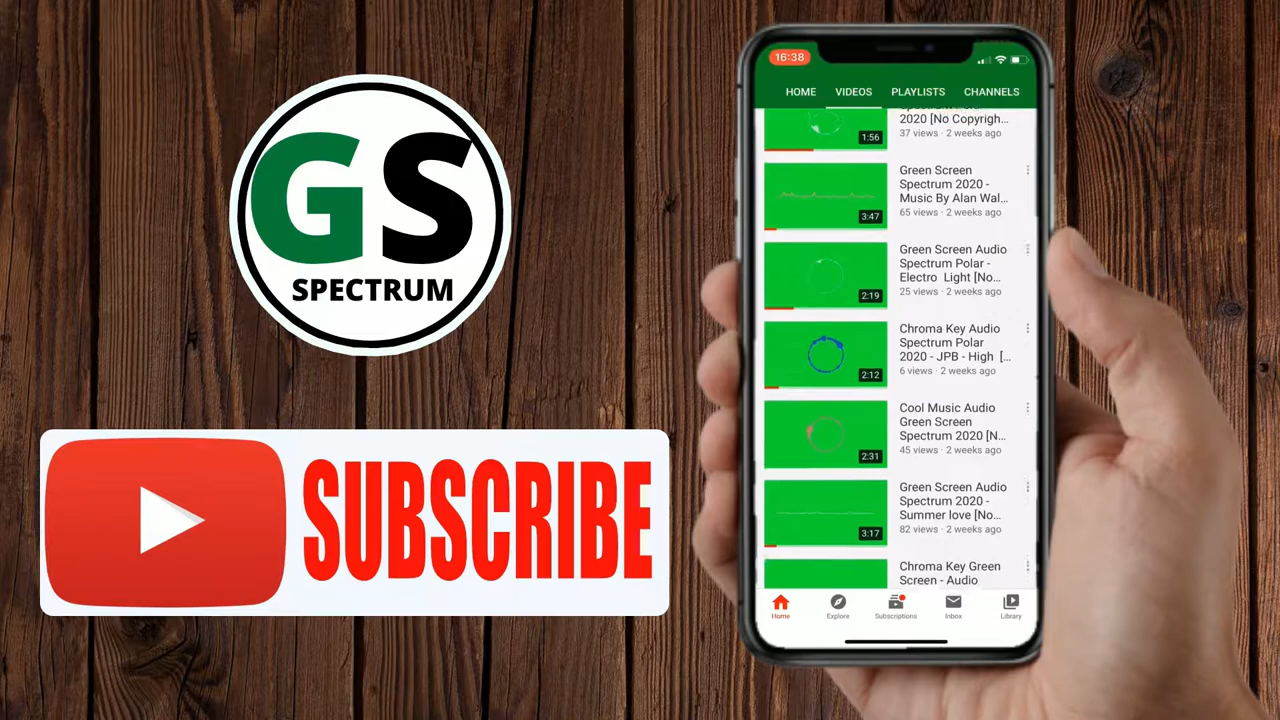 GS
SPECTRUM
SUBSCRIBE
16:38
HOME VIDEOS PLAYLISTS CHANNELS
2020 [No Copyrigh...
37 views · 2 weeks ago
1:56
Green Screen
Spectrum 2020 -
Music By Alan Wal...
65 views · 2 weeks ago
3:47
Green Screen Audio
Spectrum Polar -
Electro Light [No...
25 views · 2 weeks ago
2:19
Chroma Key Audio
Spectrum Polar
2020 - JPB - High [...
6 views · 2 weeks ago
2:12
Cool Music Audio
Green Screen
Spectrum 2020 [N...
45 views · 2 weeks ago
2:31
Green Screen Audio
Spectrum 2020 -
Summer love [No...
82 views · 2 weeks ago
3:17
Chroma Key Green
Screen - Audio
Home Explore Subscriptions Inbox Library